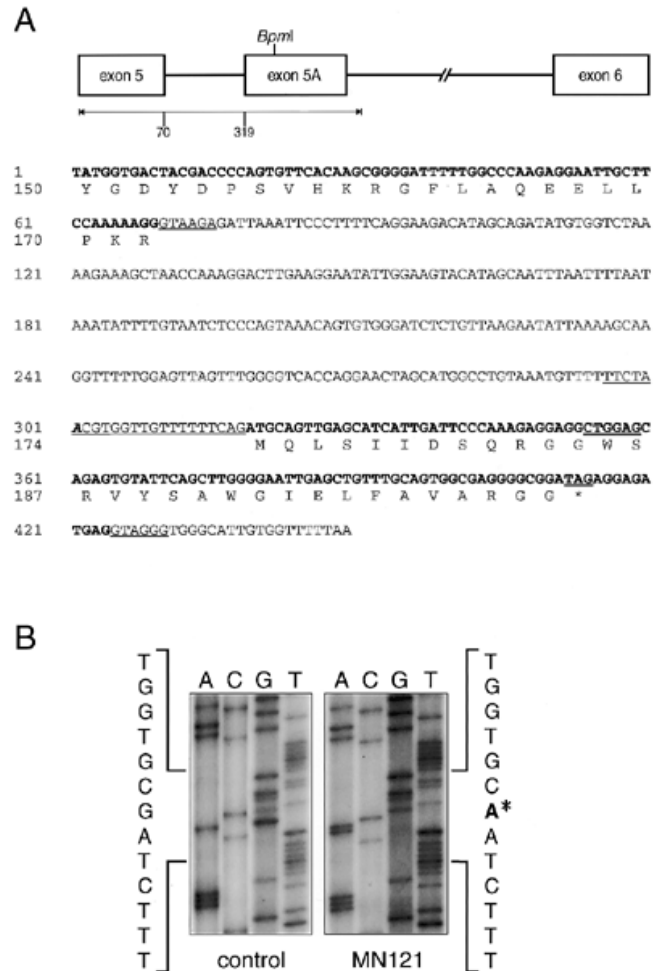 A
BpmI
exon 5 exon 5A exon 6
70 319
1 TATGGTGACTACGACCCCAGTGTTCACAAGCGGGGATTTTTGGCCCAAGAGGAATTGCTT
150 Y G D Y D P S V H K R G F L A Q E E L L
61 CCAAAAAGGGTAAGAGATTAAATTCCCTTTTCAGGAAGACATAGCAGATATGTGGTCTAA
170 P K R
121 AAGAAAGCTAACCAAAGGACTTGAAGGAATATTGGAAGTACATAGCAATTTAATTTTAAT
181 AAATATTTTGTAATCTCCCAGTAAACAGTGTGGGATCTCTGTTAAGAATATTAAAAGCAA
241 GGTTTTTGGAGTTAGTTTGGGGTCACCAGGAACTAGCATGGCCTGTAAATGTTTTTTCTA
301 ACGTGGTTGTTTTTTCAGATGCAGTTGAGCATCATTGATTCCCAAAGAGGAGGCTGGAGC
174 M Q L S I I D S Q R G G W S
361 AGAGTGTATTCAGCTTGGGGAATTGAGCTGTTTGCAGTGGCGAGGGGCGGATAGAGGAGA
187 R V Y S A W G I E L F A V A R G G *
421 TGAGGTAGGGTGGGCATTGTGGTTTTTAA
B
T
G
G
T
G
C
G
A
T
C
T
T
T
A C G T
control
A C G T
MN121
T
G
G
T
G
C
A*
A
T
C
T
T
T